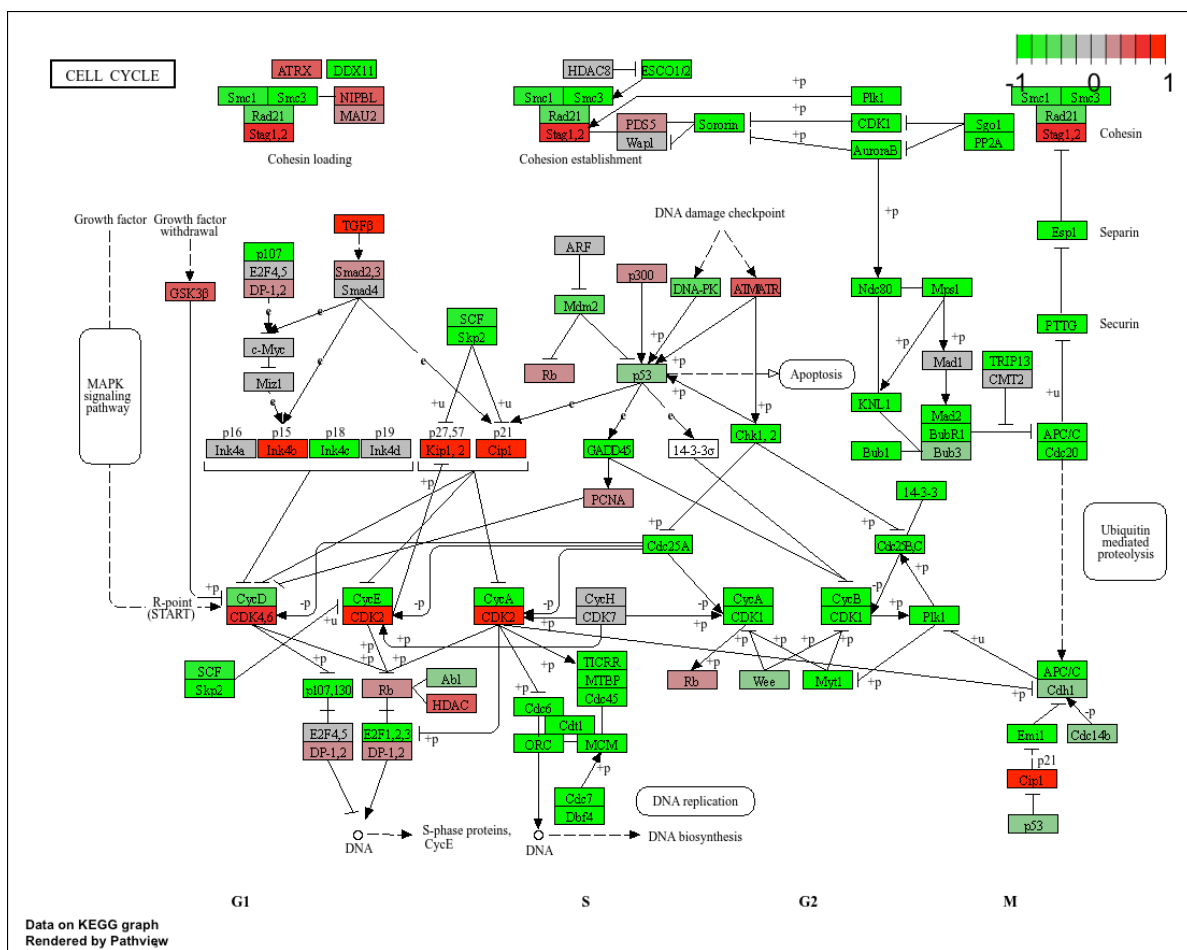 CELL CYCLE
ATRX DDX11
Smc1 Smc3 NIPBL
Rad21 MAU2
Stag1,2
Cohesin loading
HDAC8 ESCO1/2
Smc1 Smc3
Rad21
Stag1,2
PDS5 Sororin
Wapl
Cohesion establishment
+p
Plk1
+p
CDK1
+p
AuroraB
Sgo1
PP2A
-1 0 1
Smc1 Smc3
Rad21
Stag1,2
Cohesin
+p
Growth factor
Growth factor
withdrawal
GSK3β
MAPK
signaling
pathway
p107
E2F4,5
DP-1,2
e
c-Myc
Miz1
e
TGFβ
Smad2,3
Smad4
e
e
e
SCF
Skp2
+u +u
ARF
Mdm2
Rb
p300
DNA damage checkpoint
DNA-PK
ATM/ATR
+p
+p
p53
Apoptosis
+p
e
e
e
Ndc80 Mps1
+p
+p
Mad1
TRIP13
CMT2
KNL1
Mad2
BubR1
Bub1 Bub3
Esp1 Separin
PTTG Securin
+u
APC/C
Cdc20
p16 p15 p18 p19
Ink4a Ink4b Ink4c Ink4d
p27,57 p21
Kip1, 2 Cip1
+p
GADD45
14-3-3σ
Chk1, 2
PCNA
14-3-3
+p
Cdc25A
+p
Cdc25B,C
Ubiquitin
mediated
proteolysis
R-point
(START)
+p
CycD
CDK4,6
-p
CycE
CDK2
-p
CycA
CDK2
-p
+p
CycH
CDK7
-p
+p
CycA
CDK1
CycB
CDK1
-p
+p
+p
Plk1
+u
SCF
Skp2
+u
+p
+p
+p
+p
+p
+p
+p
+p
+p
+p
+p
p107,130
Rb
Abl
HDAC
E2F4,5
DP-1,2
E2F1,2,3
DP-1,2
+p
TICRR
MTBP
Cdc45
Cdc6
Cdt1
ORC MCM
+p
Cdc7
Dbf4
Rb
Wee
Myt1
APC/C
Cdh1
-p
Emi1
Cdc14b
p21
Cip1
p53
DNA
S-phase proteins,
CycE
DNA
DNA replication
DNA biosynthesis
G1 S G2 M
Data on KEGG graph
Rendered by Pathview